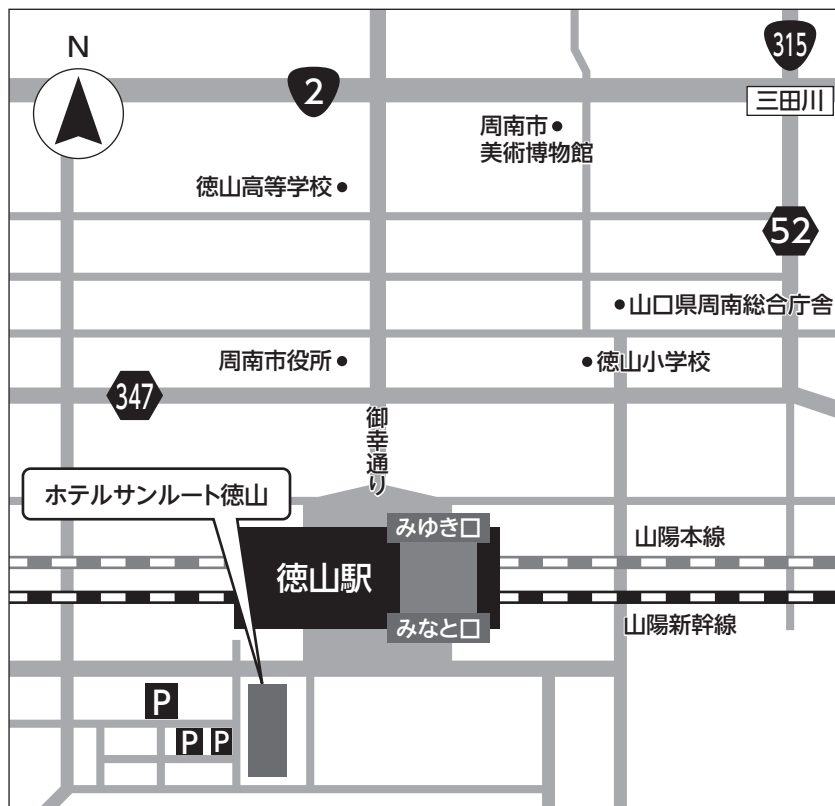 N
2
315
三田川
周南市
美術博物館
徳山高等学校
52
山口県周南総合庁舎
周南市役所
徳山小学校
347
御幸通り
ホテルサンルート徳山
みゆき口
山陽本線
徳山駅
みなと口
山陽新幹線
P
P
P